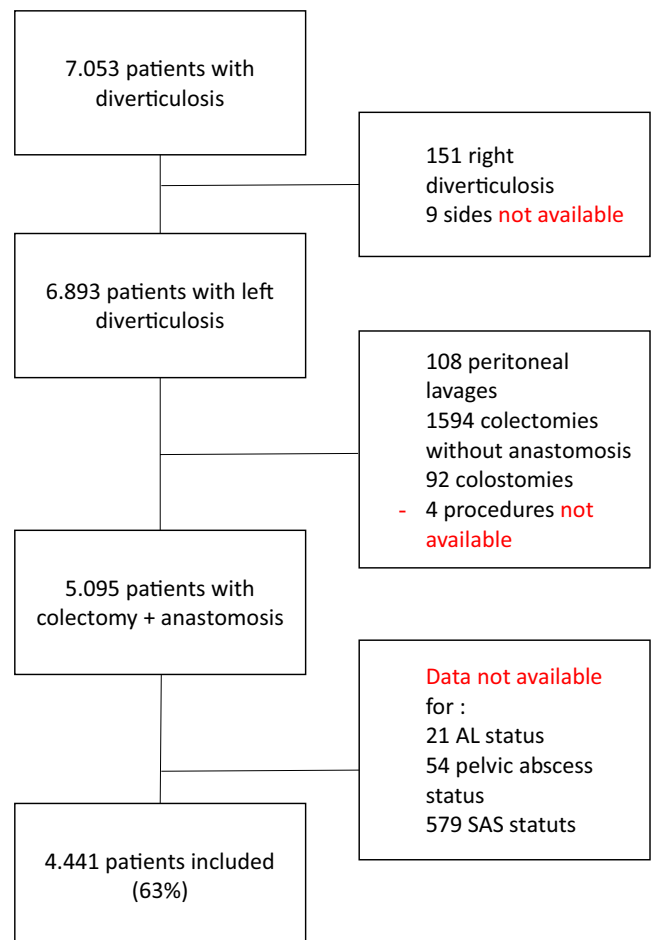 7.053 patients with
diverticulosis
151 right
diverticulosis
9 sides not available
6.893 patients with left
diverticulosis
108 peritoneal
lavages
1594 colectomies
without anastomosis
92 colostomies
- 4 procedures not
available
5.095 patients with
colectomy + anastomosis
Data not available
for :
21 AL status
54 pelvic abscess
status
579 SAS statuts
4.441 patients included
(63%)